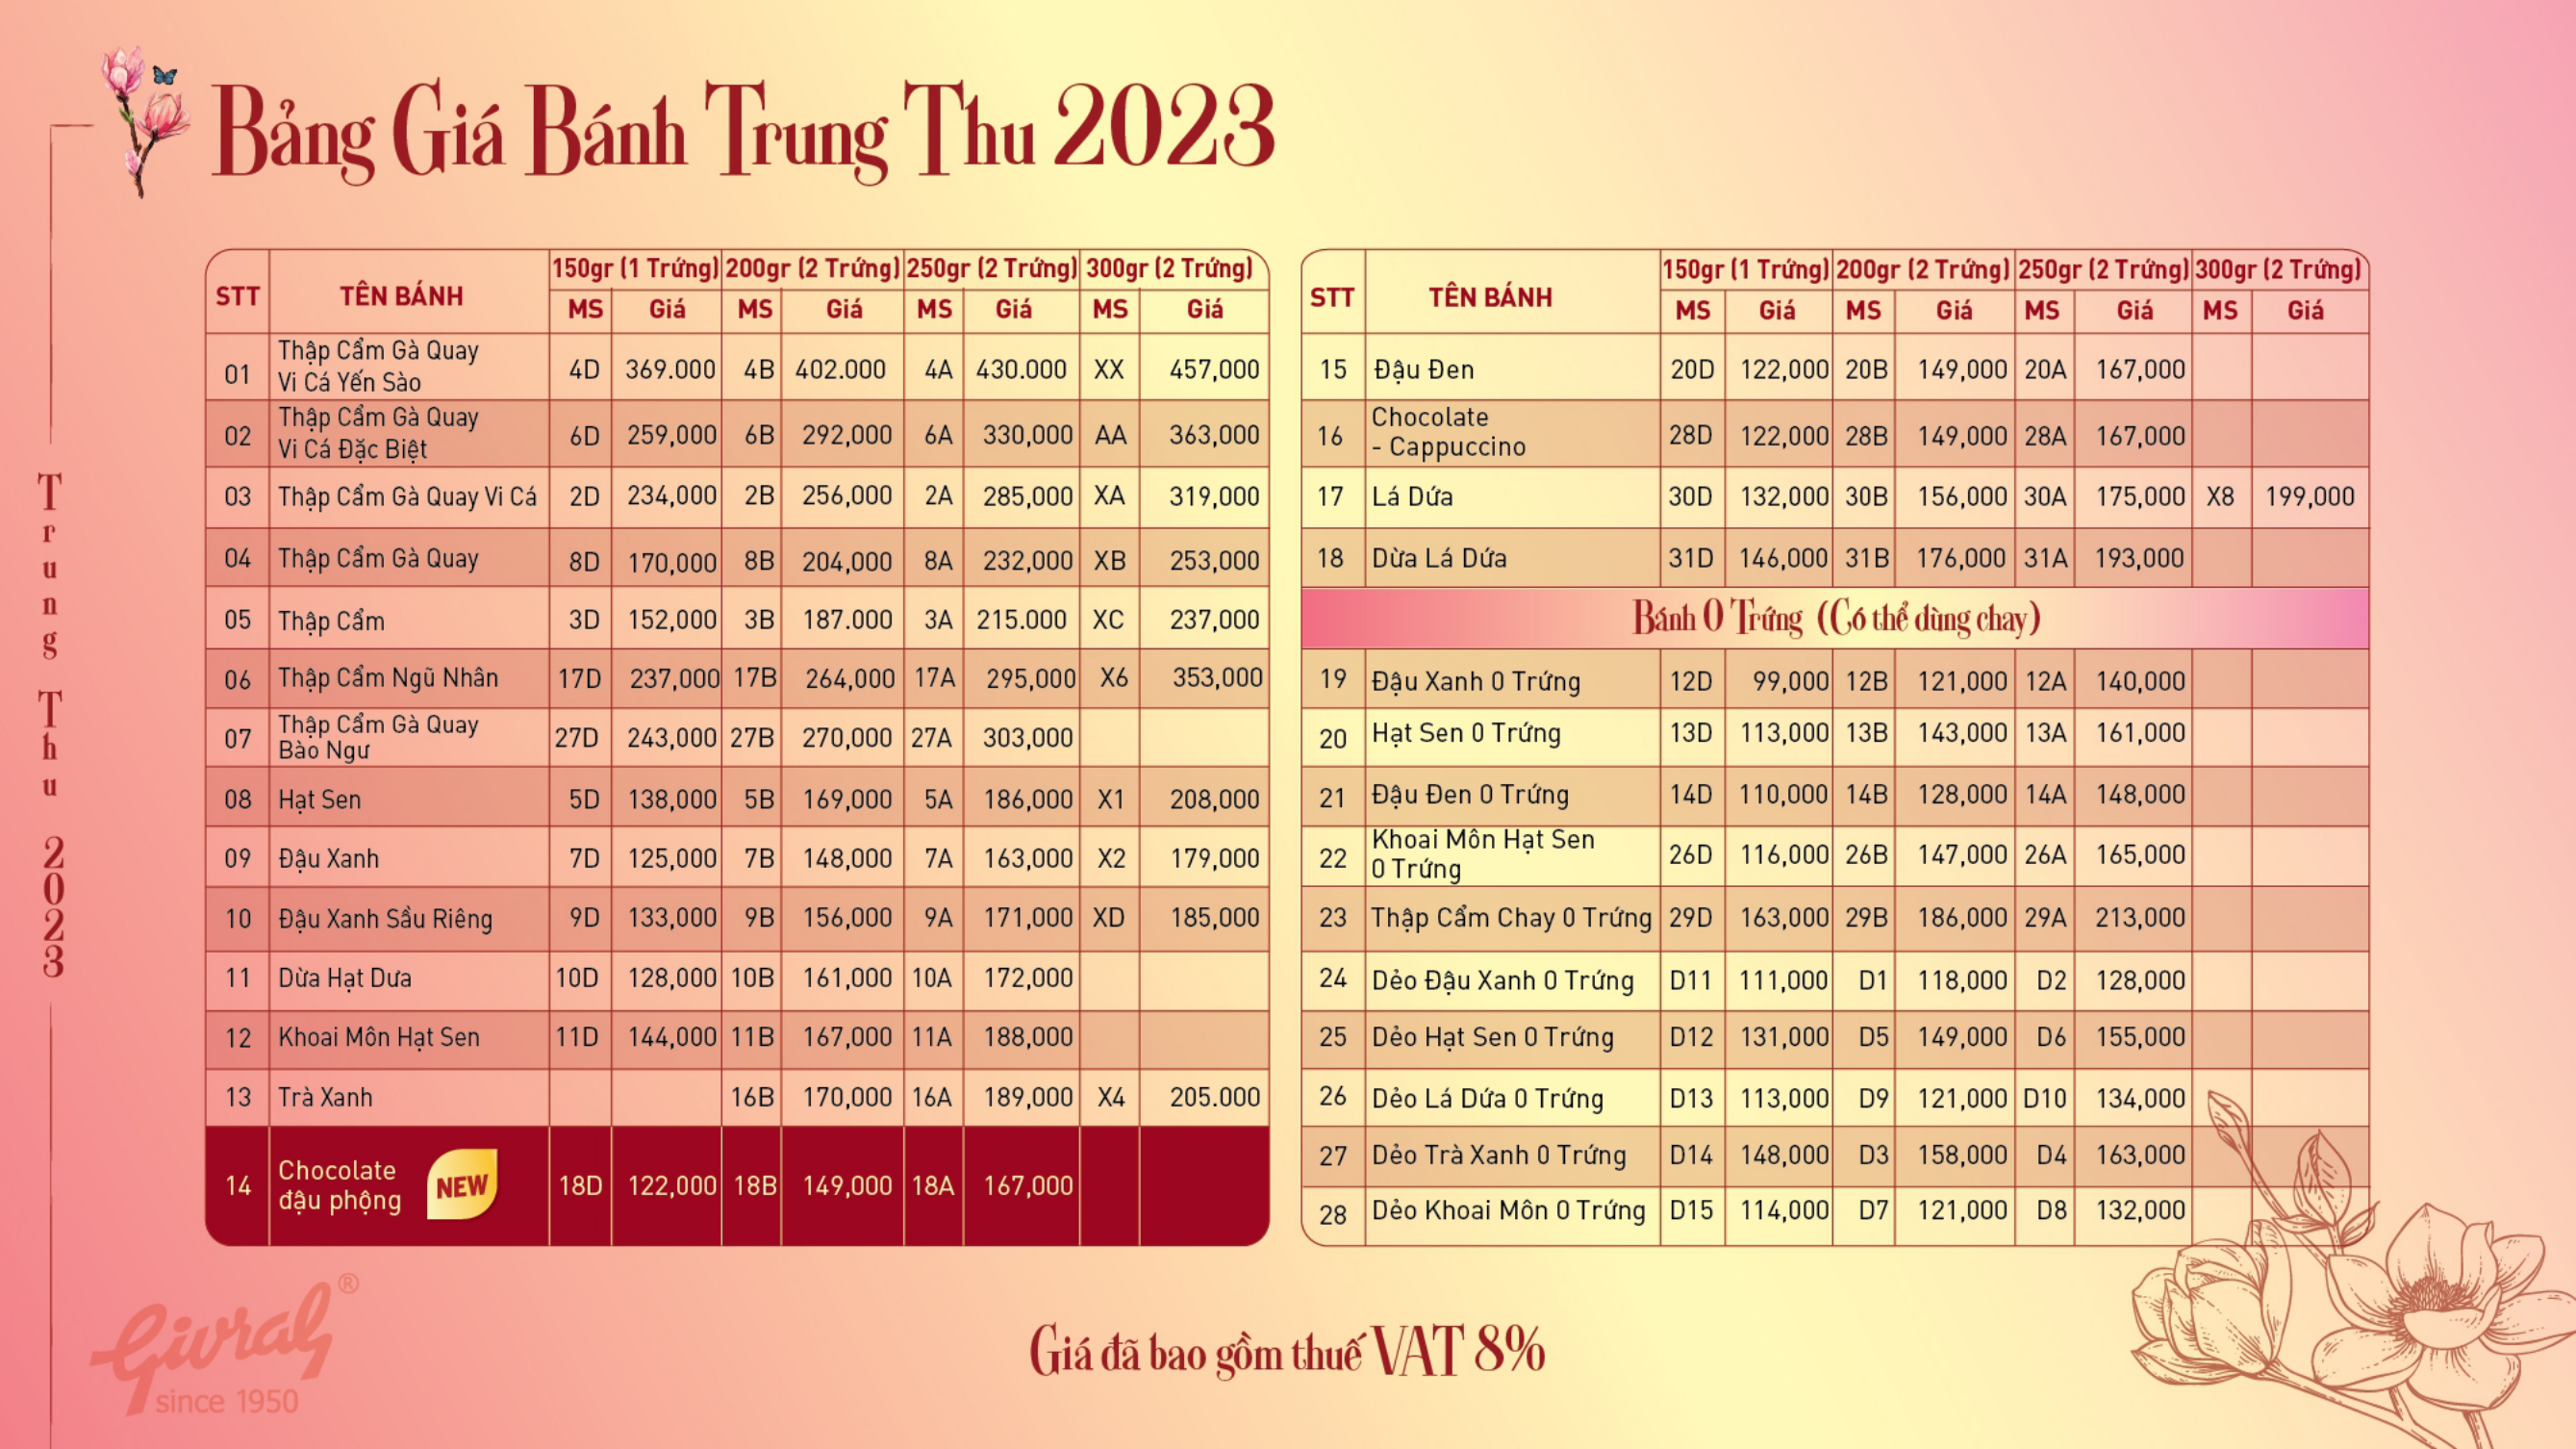 Bảng Giá Bánh Trung Thu 2023
Trung Thu 2023
STT TÊN BÁNH 150gr (1 Trứng) 200gr (2 Trứng) 250gr (2 Trứng) 300gr (2 Trứng)
MS Giá MS Giá MS Giá MS Giá
01 Thập Cẩm Gà Quay
Vi Cá Yến Sào 4D 369.000 4B 402.000 4A 430.000 XX 457,000
02 Thập Cẩm Gà Quay
Vi Cá Đặc Biệt 6D 259,000 6B 292,000 6A 330,000 AA 363,000
03 Thập Cẩm Gà Quay Vi Cá 2D 234,000 2B 256,000 2A 285,000 XA 319,000
04 Thập Cẩm Gà Quay 8D 170,000 8B 204,000 8A 232,000 XB 253,000
05 Thập Cẩm 3D 152,000 3B 187.000 3A 215.000 XC 237,000
06 Thập Cẩm Ngũ Nhân 17D 237,000 17B 264,000 17A 295,000 X6 353,000
07 Thập Cẩm Gà Quay
Bào Ngư 27D 243,000 27B 270,000 27A 303,000
08 Hạt Sen 5D 138,000 5B 169,000 5A 186,000 X1 208,000
09 Đậu Xanh 7D 125,000 7B 148,000 7A 163,000 X2 179,000
10 Đậu Xanh Sầu Riêng 9D 133,000 9B 156,000 9A 171,000 XD 185,000
11 Dừa Hạt Dưa 10D 128,000 10B 161,000 10A 172,000
12 Khoai Môn Hạt Sen 11D 144,000 11B 167,000 11A 188,000
13 Trà Xanh 16B 170,000 16A 189,000 X4 205.000
14 Chocolate
đậu phộng NEW 18D 122,000 18B 149,000 18A 167,000
STT TÊN BÁNH 150gr (1 Trứng) 200gr (2 Trứng) 250gr (2 Trứng) 300gr (2 Trứng)
MS Giá MS Giá MS Giá MS Giá
15 Đậu Đen 20D 122,000 20B 149,000 20A 167,000
16 Chocolate
- Cappuccino 28D 122,000 28B 149,000 28A 167,000
17 Lá Dứa 30D 132,000 30B 156,000 30A 175,000 X8 199,000
18 Dừa Lá Dứa 31D 146,000 31B 176,000 31A 193,000
Bánh 0 Trứng (Có thể dùng chay)
19 Đậu Xanh 0 Trứng 12D 99,000 12B 121,000 12A 140,000
20 Hạt Sen 0 Trứng 13D 113,000 13B 143,000 13A 161,000
21 Đậu Đen 0 Trứng 14D 110,000 14B 128,000 14A 148,000
22 Khoai Môn Hạt Sen
0 Trứng 26D 116,000 26B 147,000 26A 165,000
23 Thập Cẩm Chay 0 Trứng 29D 163,000 29B 186,000 29A 213,000
24 Dẻo Đậu Xanh 0 Trứng D11 111,000 D1 118,000 D2 128,000
25 Dẻo Hạt Sen 0 Trứng D12 131,000 D5 149,000 D6 155,000
26 Dẻo Lá Dứa 0 Trứng D13 113,000 D9 121,000 D10 134,000
27 Dẻo Trà Xanh 0 Trứng D14 148,000 D3 158,000 D4 163,000
28 Dẻo Khoai Môn 0 Trứng D15 114,000 D7 121,000 D8 132,000
Givral®
since 1950
Giá đã bao gồm thuế VAT 8%